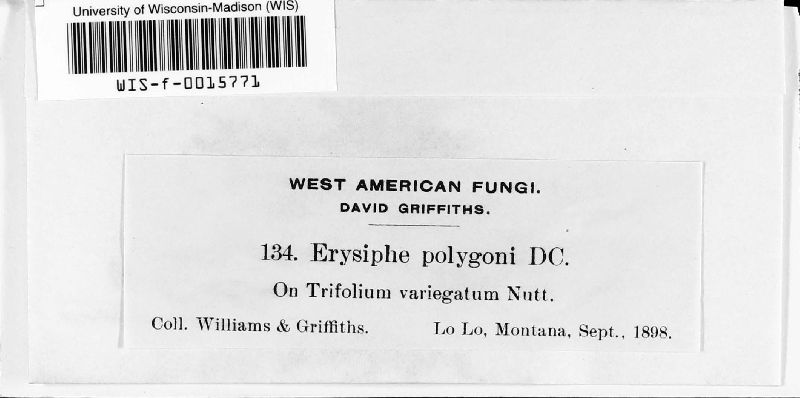 University of Wisconsin-Madison (WIS)
WIS-f-0015771
WEST AMERICAN FUNGI.
DAVID GRIFFITHS.
134. Erysiphe polygoni DC.
On Trifolium variegatum Nutt.
Coll. Williams & Griffiths. Lo Lo, Montana, Sept., 1898.